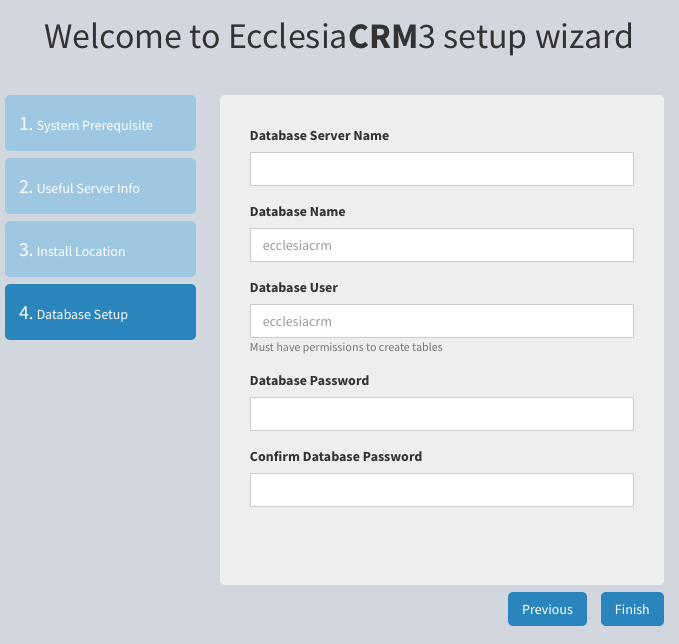 Welcome to EcclesiaCRM3 setup wizard
1. System Prerequisite
2. Useful Server Info
3. Install Location
4. Database Setup
Database Server Name
Database Name
ecclesiacrm
Database User
ecclesiacrm
Must have permissions to create tables
Database Password
Confirm Database Password
Previous
Finish